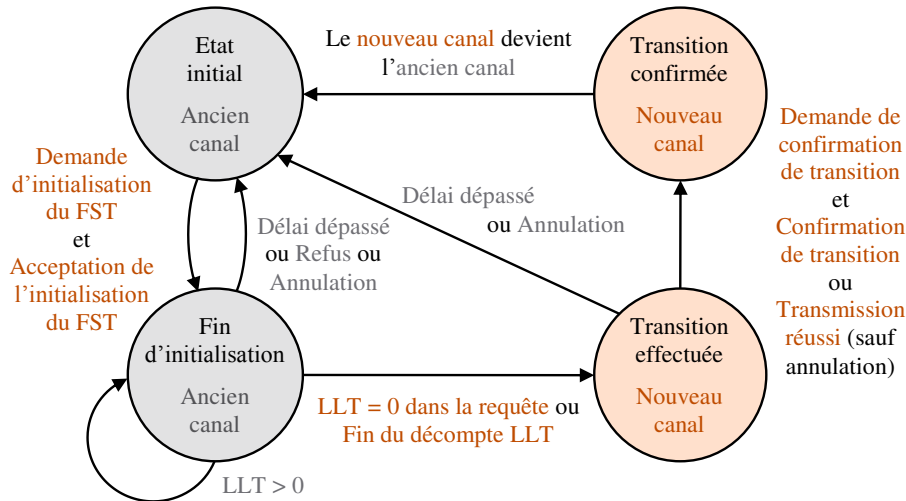 Etat
initial
Ancien
canal
Le nouveau canal devient
l'ancien canal
Transition
confirmée
Nouveau
canal
Demande
d'initialisation
du FST
et
Acceptation de
l'initialisation
du FST
Délai dépassé
ou Refus ou
Annulation
Délai dépassé
ou Annulation
Demande de
confirmation
de transition
et
Confirmation
de transition
ou
Transmission
réussi (sauf
annulation)
Fin
d'initialisation
Ancien
canal
LLT = 0 dans la requête ou
Fin du décompte LLT
Transition
effectuée
Nouveau
canal
LLT > 0